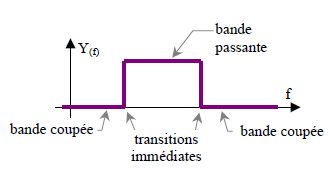 bande
passante
Y(f)
f
bande coupée
transitions
immédiates
bande coupée